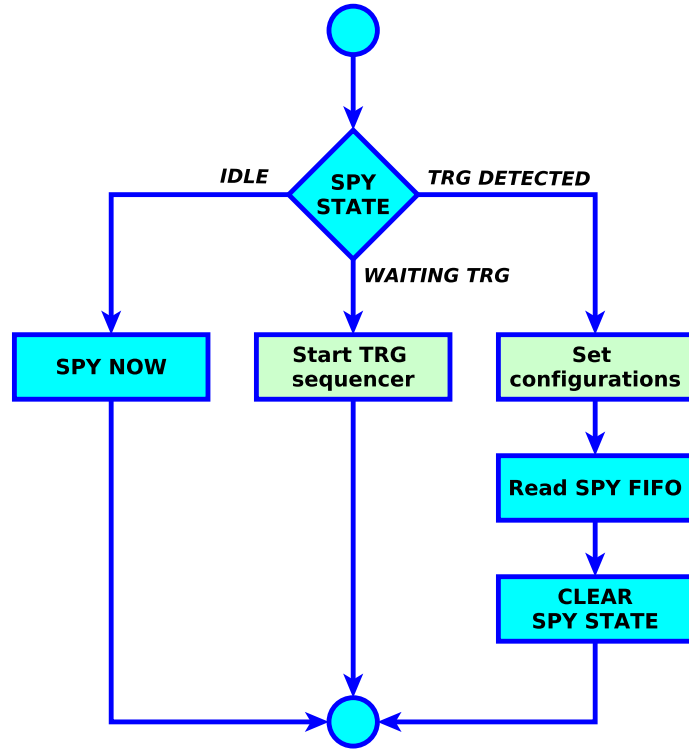 IDLE
TRG DETECTED
SPY
STATE
WAITING TRG
SPY NOW
Start TRG
sequencer
Set
configurations
Read SPY FIFO
CLEAR
SPY STATE